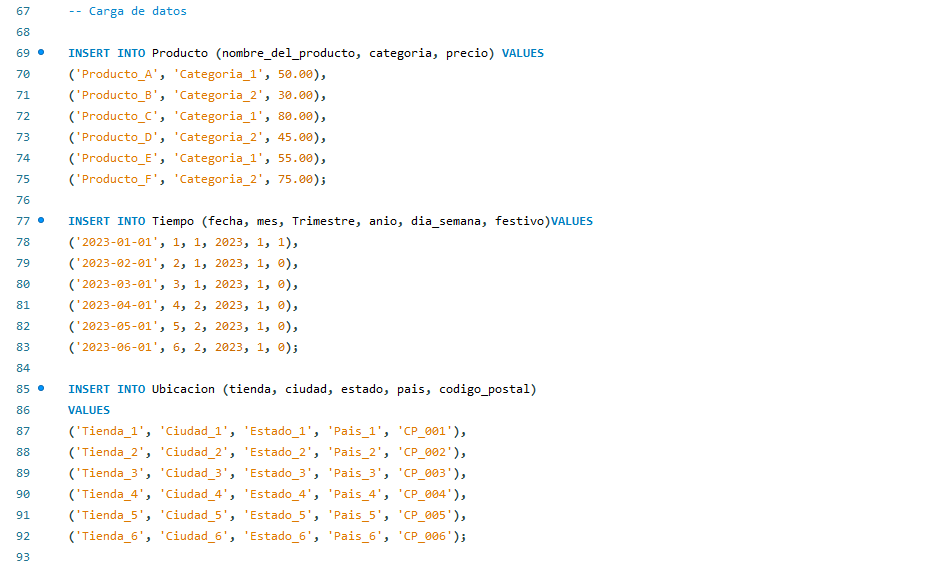 67 -- Carga de datos
68
69 INSERT INTO Producto (nombre_del_producto, categoria, precio) VALUES
70 ('Producto_A', 'Categoria_1', 50.00),
71 ('Producto_B', 'Categoria_2', 30.00),
72 ('Producto_C', 'Categoria_1', 80.00),
73 ('Producto_D', 'Categoria_2', 45.00),
74 ('Producto_E', 'Categoria_1', 55.00),
75 ('Producto_F', 'Categoria_2', 75.00);
76
77 INSERT INTO Tiempo (fecha, mes, Trimestre, anio, dia_semana, festivo)VALUES
78 ('2023-01-01', 1, 1, 2023, 1, 1),
79 ('2023-02-01', 2, 1, 2023, 1, 0),
80 ('2023-03-01', 3, 1, 2023, 1, 0),
81 ('2023-04-01', 4, 2, 2023, 1, 0),
82 ('2023-05-01', 5, 2, 2023, 1, 0),
83 ('2023-06-01', 6, 2, 2023, 1, 0);
84
85 INSERT INTO Ubicacion (tienda, ciudad, estado, pais, codigo_postal)
86 VALUES
87 ('Tienda_1', 'Ciudad_1', 'Estado_1', 'Pais_1', 'CP_001'),
88 ('Tienda_2', 'Ciudad_2', 'Estado_2', 'Pais_2', 'CP_002'),
89 ('Tienda_3', 'Ciudad_3', 'Estado_3', 'Pais_3', 'CP_003'),
90 ('Tienda_4', 'Ciudad_4', 'Estado_4', 'Pais_4', 'CP_004'),
91 ('Tienda_5', 'Ciudad_5', 'Estado_5', 'Pais_5', 'CP_005'),
92 ('Tienda_6', 'Ciudad_6', 'Estado_6', 'Pais_6', 'CP_006');
93